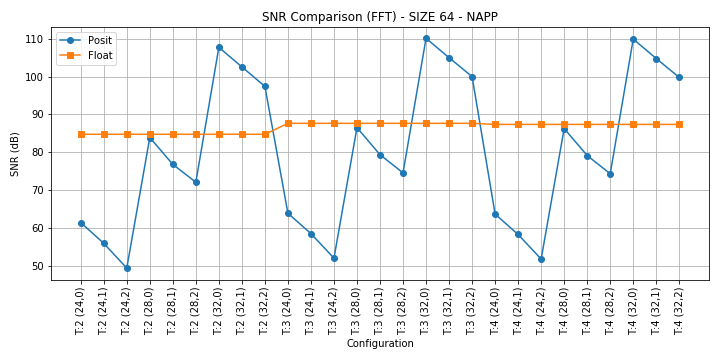 SNR Comparison (FFT) - SIZE 64 - NAPP
Posit
Float
SNR (dB)
110
100
90
80
70
60
50
T:2 (24,0)
T:2 (24,1)
T:2 (24,2)
T:2 (28,0)
T:2 (28,1)
T:2 (28,2)
T:2 (32,0)
T:2 (32,1)
T:2 (32,2)
T:3 (24,0)
T:3 (24,1)
T:3 (24,2)
T:3 (28,0)
T:3 (28,1)
T:3 (28,2)
T:3 (32,0)
T:3 (32,1)
T:3 (32,2)
T:4 (24,0)
T:4 (24,1)
T:4 (24,2)
T:4 (28,0)
T:4 (28,1)
T:4 (28,2)
T:4 (32,0)
T:4 (32,1)
T:4 (32,2)
Configuration